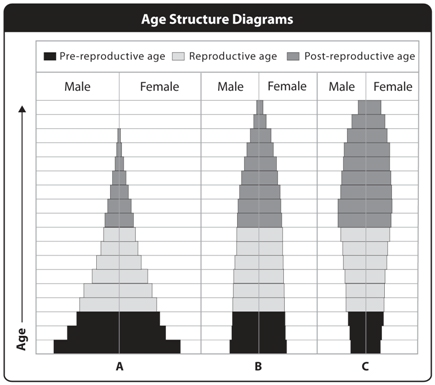 Age Structure Diagrams
Pre-reproductive age Reproductive age Post-reproductive age
Male Female Male Female Male Female
Age
A B C